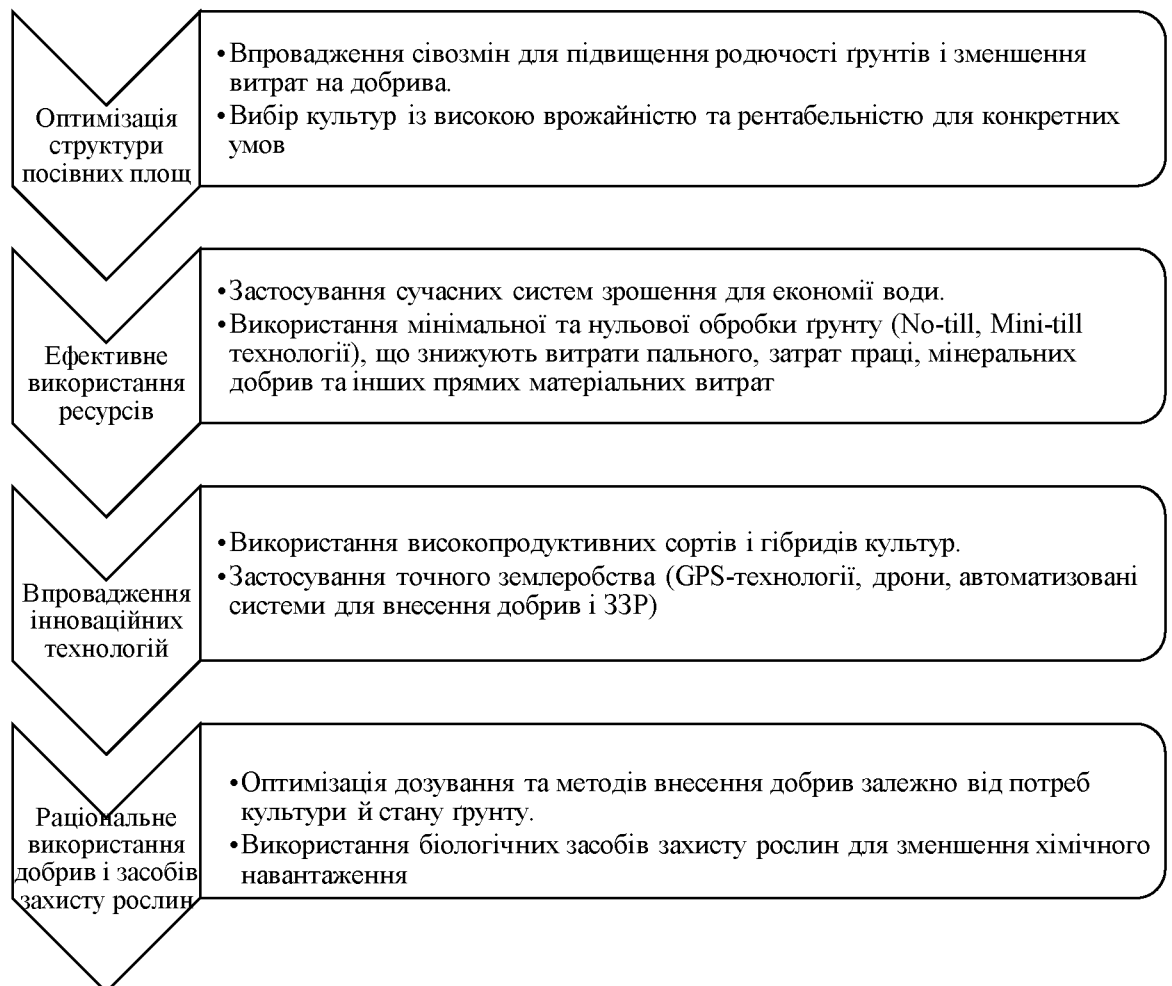 Оптимізація
структури
посівних площ
•Впровадження сівозмін для підвищення родючості ґрунтів і зменшення
витрат на добрива.
•Вибір культур із високою врожайністю та рентабельністю для конкретних
умов
Ефективне
використання
ресурсів
•Застосування сучасних систем зрошення для економії води.
•Використання мінімальної та нульової обробки ґрунту (No-till, Mini-till
технології), що знижують витрати пального, затрат праці, мінеральних
добрив та інших прямих матеріальних витрат
Впровадження
інноваційних
технологій
•Використання високопродуктивних сортів і гібридів культур.
•Застосування точного землеробства (GPS-технології, дрони, автоматизовані
системи для внесення добрив і ЗЗР)
Раціональне
використання
добрив і засобів
захисту рослин
•Оптимізація дозування та методів внесення добрив залежно від потреб
культури й стану ґрунту.
•Використання біологічних засобів захисту рослин для зменшення хімічного
навантаження